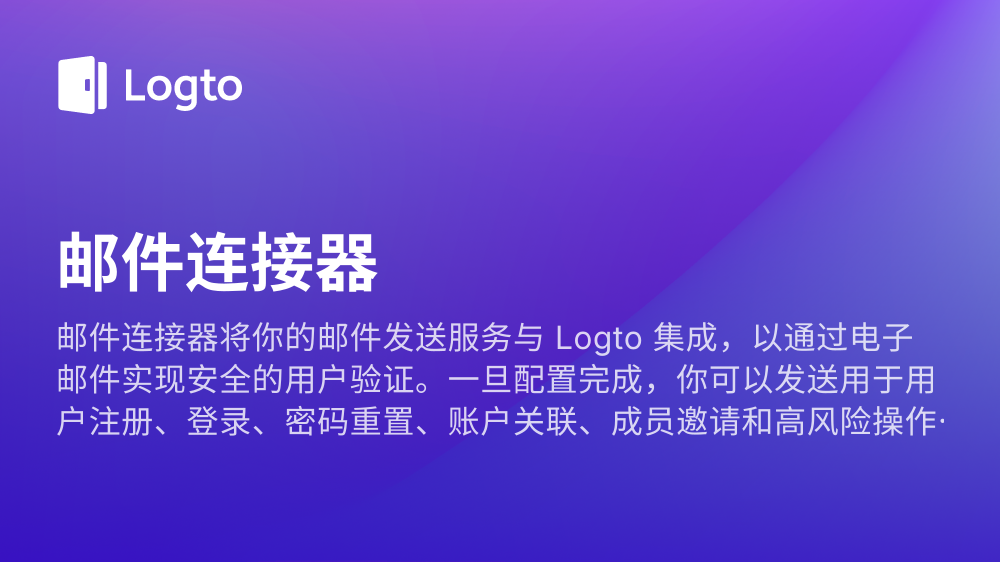 Logto
邮件连接器
邮件连接器将你的邮件发送服务与 Logto 集成，以通过电子
邮件实现安全的用户验证。一旦配置完成，你可以发送用于用
户注册、登录、密码重置、账户关联、成员邀请和高风险操作·